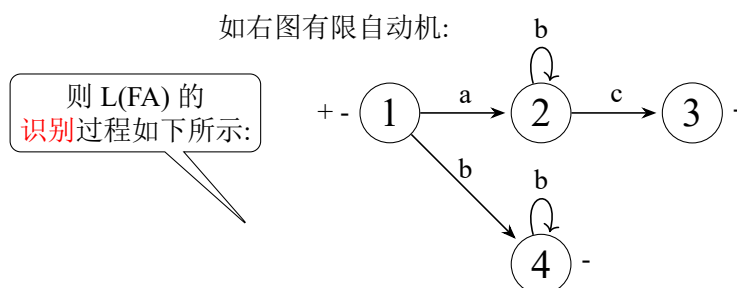 如右图有限自动机:
b
则 L(FA) 的
识别过程如下所示:
+ - 1 a 2 c 3 -
b
b
4 -